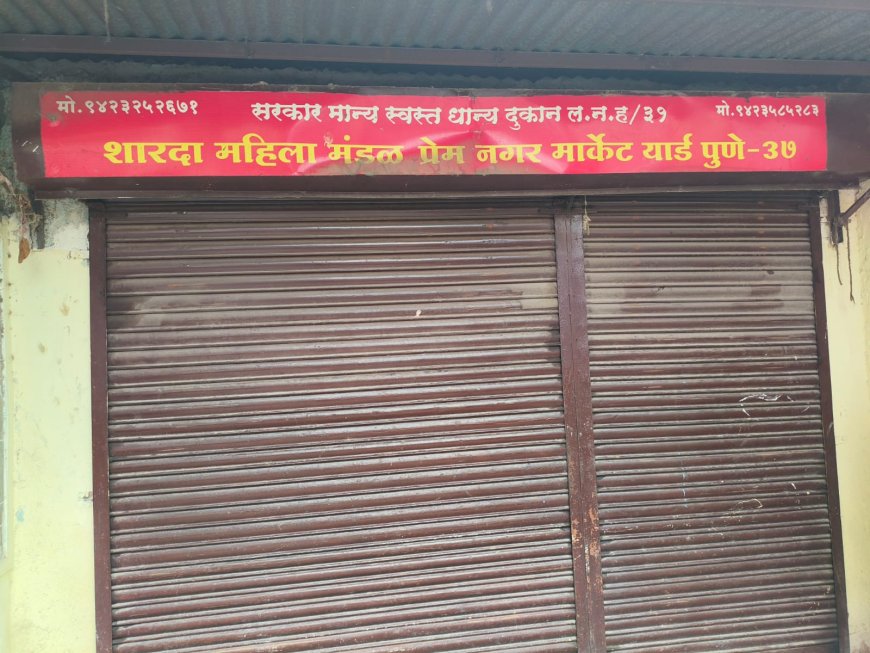 मो.९४२३२५२६७१ सरकार मान्य स्वस्त धान्य दुकान ल.न.ह/३१ मो.९४२३५८५२८३
शारदा महिला मंडळ प्रेम नगर मार्केट यार्ड पुणे-३७